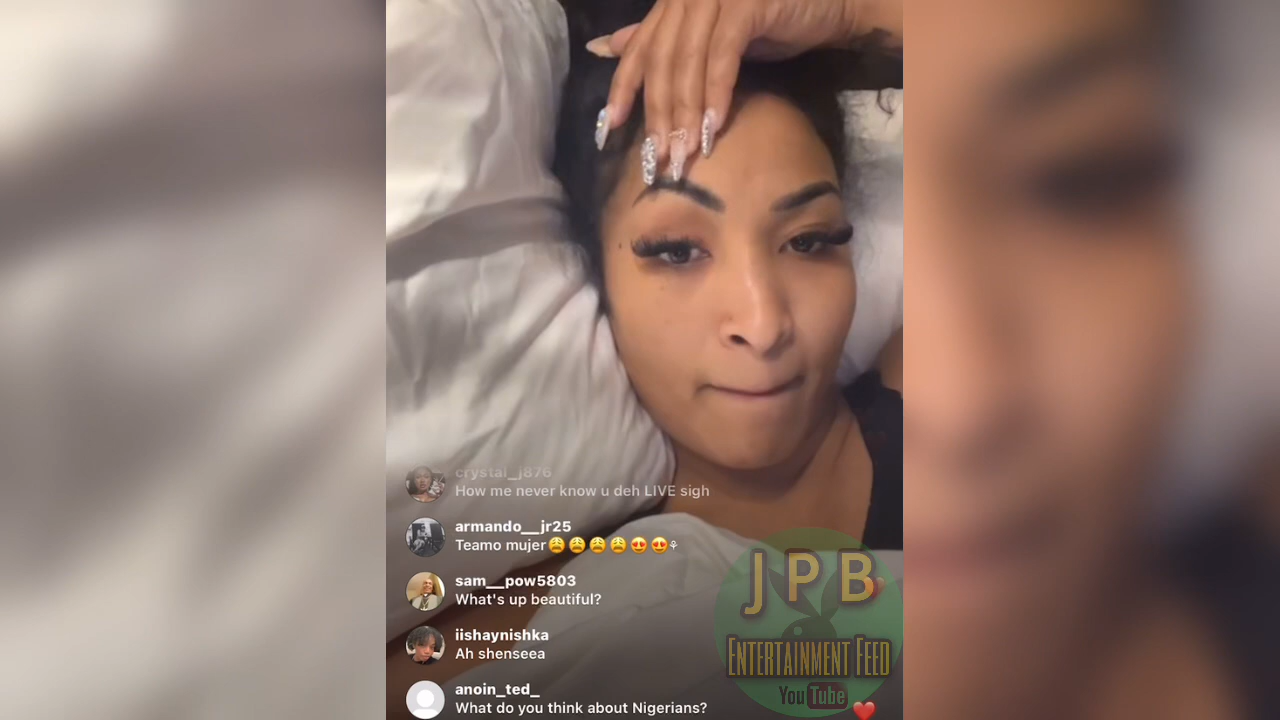 crystal_j876
How me never know u deh LIVE sigh
armando__jr25
Teamo mujer😩😩😩😩😍😍⚘
sam__pow5803
What's up beautiful?
iishaynishka
Ah shenseea
anoin_ted_
What do you think about Nigerians?
JPB
ENTERTAINMENT FEED
YouTube